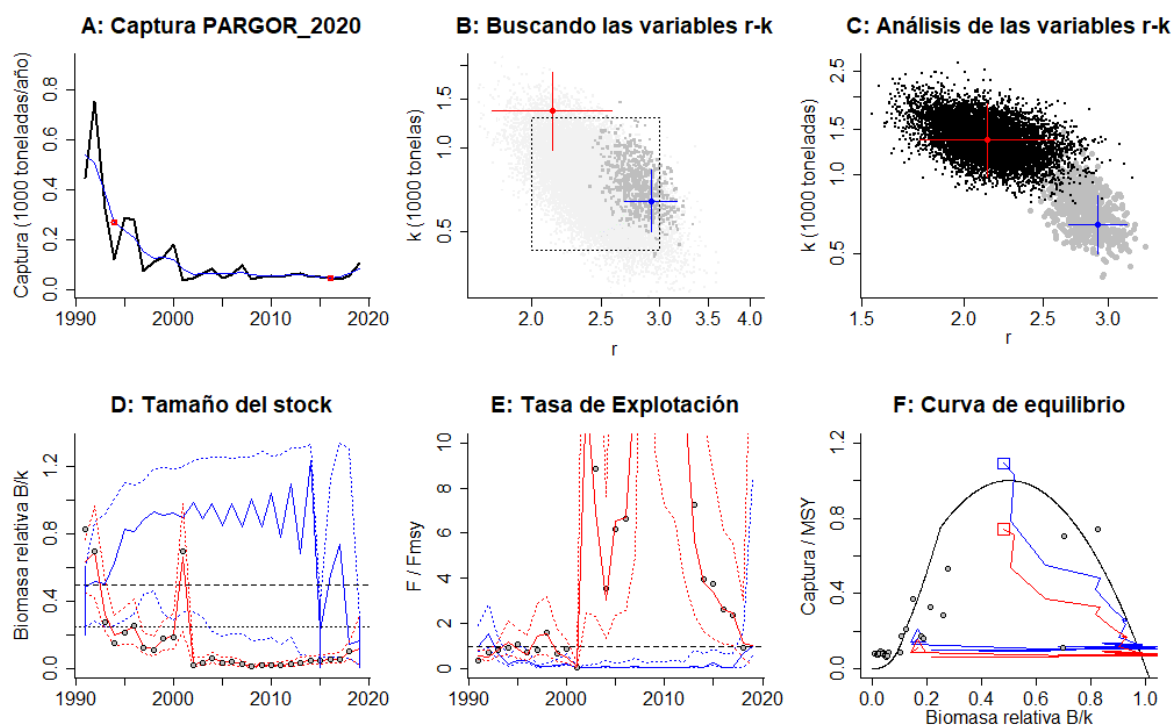 A: Captura PARGOR_2020
Captura (1000 toneladas/año)
0.0 0.2 0.4 0.6 0.8
1990 2000 2010 2020
B: Buscando las variables r-k
k (1000 tonelas)
0.5 1.0 1.5
2.0 2.5 3.0 3.5 4.0
r
C: Análisis de las variables r-k
k (1000 toneladas)
0.5 1.0 1.5 2.5
1.5 2.0 3.0
r
D: Tamaño del stock
Biomasa relativa B/k
0.0 0.4 0.8 1.2
1990 2000 2010 2020
E: Tasa de Explotación
F / Fmsy
0 2 4 6 8 10
1990 2000 2010 2020
F: Curva de equilibrio
Captura / MSY
0.0 0.4 0.8 1.2
0.0 0.2 0.4 0.6 0.8 1.0
Biomasa relativa B/k